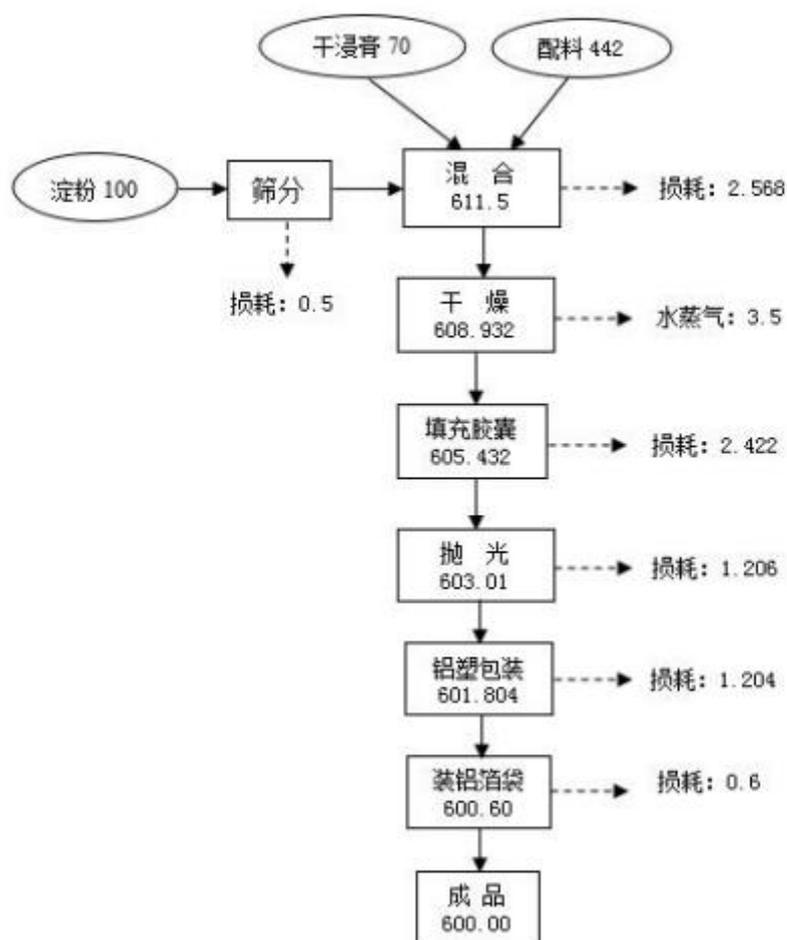 干浸膏 70
配料 442
淀粉 100
筛分
混 合
611.5
损耗: 2.568
损耗: 0.5
干 燥
608.932
水蒸气: 3.5
填充胶囊
605.432
损耗: 2.422
抛 光
603.01
损耗: 1.206
铝塑包装
601.804
损耗: 1.204
装铝箔袋
600.60
损耗: 0.6
成 品
600.00